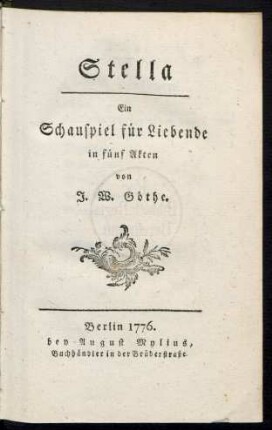 Stella
Ein
Schauspiel für Liebende
in fünf Akten
von
J. W. Göthe.
Berlin 1776.
bey August Mylius,
Buchhändler in der Brüderstraße